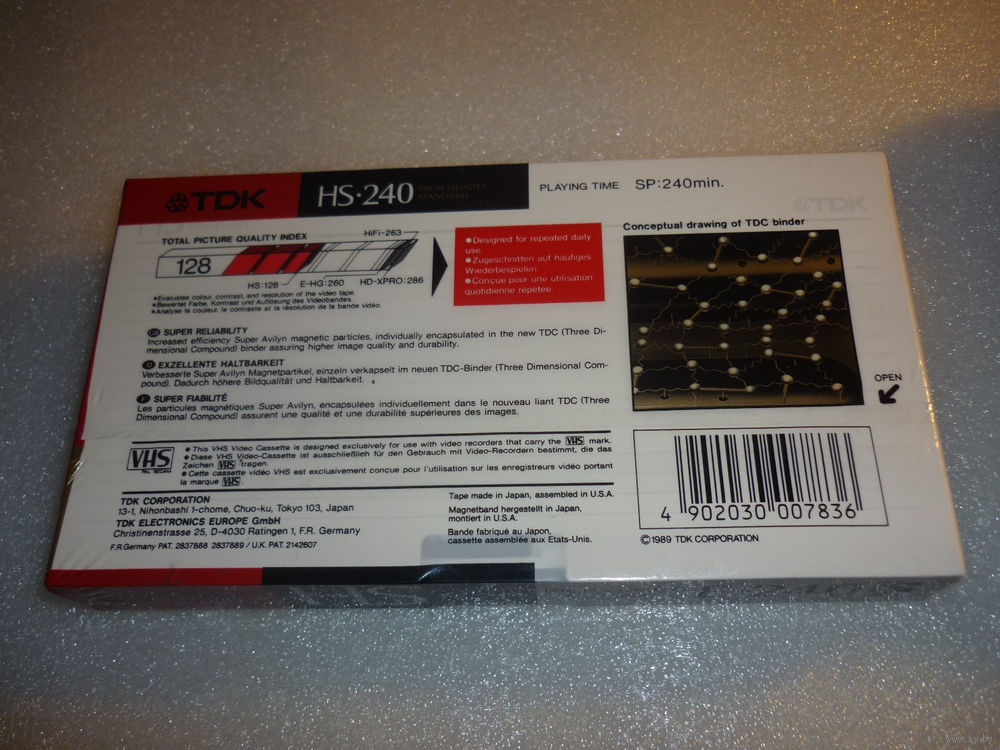 TDK HS·240 HIGH QUALITY STANDARD PLAYING TIME SP:240min.
TDK
TOTAL PICTURE QUALITY INDEX
HiFi-263
128
HS:128 E-HG:260 HD-XPRO:286
●Evaluates colour, contrast, and resolution of the video tape.
●Bewertet Farbe, Kontrast und Auflösung des Videobandes.
●Analyse la couleur, le contraste et la résolution de la bande vidéo.
●Designed for repeated daily
use
●Zugeschnitten auf häufiges
Wiederbespielen
●Conçue pour une utilisation
quotidienne répétée.
Conceptual drawing of TDC binder
GB SUPER RELIABILITY
Increased efficiency Super Avilyn magnetic particles, individually encapsulated in the new TDC (Three Di-
mensional Compound) binder assuring higher image quality and durability.
D EXZELLENTE HALTBARKEIT
Verbesserte Super Avilyn Magnetpartikel, einzeln verkapselt im neuen TDC-Binder (Three Dimensional Com-
pound). Dadurch höhere Bildqualität und Haltbarkeit.
F SUPER FIABILITÉ
Les particules magnétiques Super Avilyn, encapsulées individuellement dans le nouveau liant TDC (Three
Dimensional Compound) assurent une qualité et une durabilité supérieures des images.
OPEN
VHS
PAL SECAM
● This VHS Video Cassette is designed exclusively for use with video recorders that carry the VHS mark.
● Diese VHS-Video-Cassette ist ausschließlich für den Gebrauch mit Video-Recordern bestimmt, die das
Zeichen VHS tragen.
● Cette cassette vidéo VHS est exclusivement conçue pour l'utilisation sur les enregistreurs vidéo portant
la marque VHS.
TDK CORPORATION
13-1, Nihonbashi 1-chome, Chuo-ku, Tokyo 103, Japan
TDK ELECTRONICS EUROPE GmbH
Christinenstrasse 25, D-4030 Ratingen 1, F.R. Germany
F.R.Germany PAT. 2837888 2837889 / U.K. PAT. 2142607
Tape made in Japan, assembled in U.S.A.
Magnetband hergestellt in Japan,
montiert in U.S.A.
Bande fabriqué au Japon,
cassette assemblée aux Etats-Unis.
4 902030 007836
©1989 TDK CORPORATION
www.ay.by